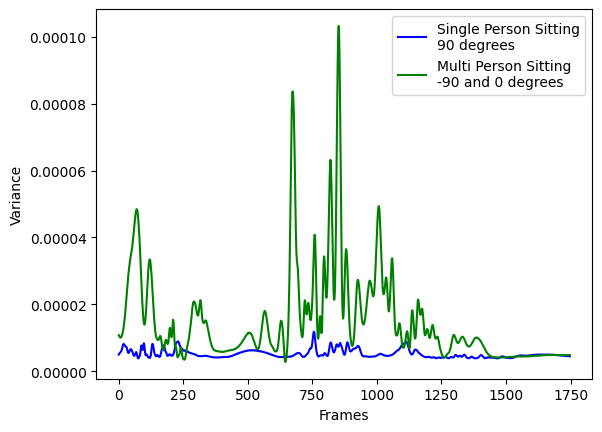 Single Person Sitting
90 degrees
Multi Person Sitting
-90 and 0 degrees
0.00010
0.00008
0.00006
0.00004
0.00002
0.00000
Variance
0 250 500 750 1000 1250 1500 1750
Frames